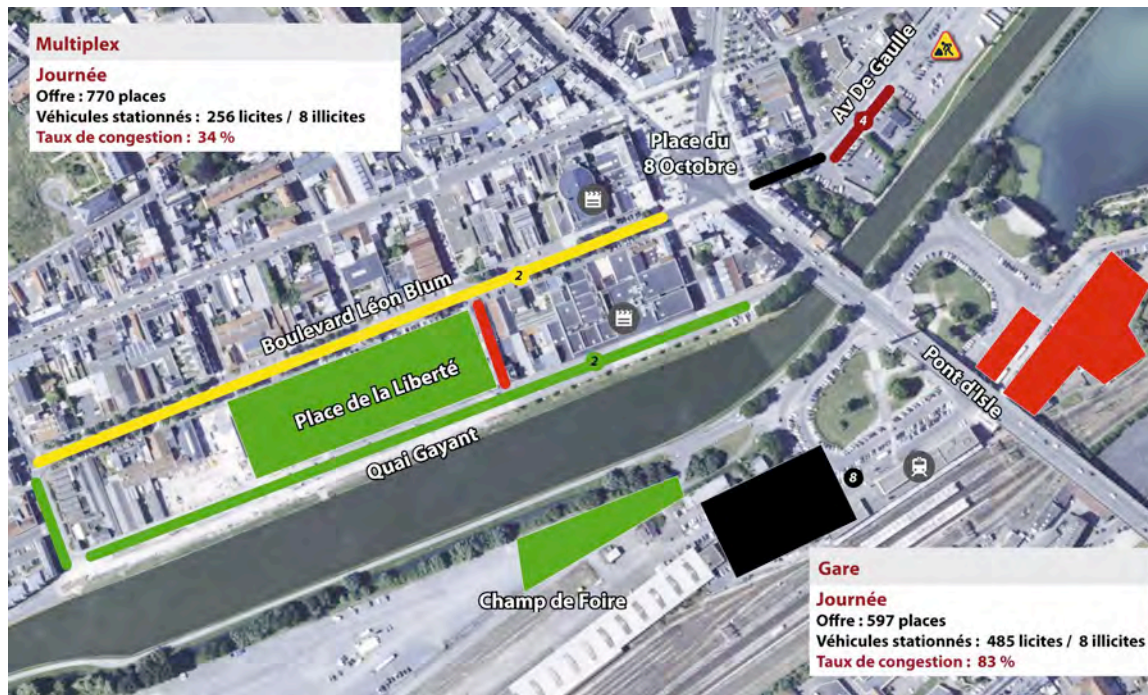 Multiplex
Journée
Offre : 770 places
Véhicules stationnés : 256 licites / 8 illicites
Taux de congestion : 34 %
Av De Gaulle
4
Place du
8 Octobre
Boulevard Léon Blum
2
Place de la Liberté
2
Quai Gayant
Pont d'Isle
8
Champ de Foire
Gare
Journée
Offre : 597 places
Véhicules stationnés : 485 licites / 8 illicites
Taux de congestion : 83 %